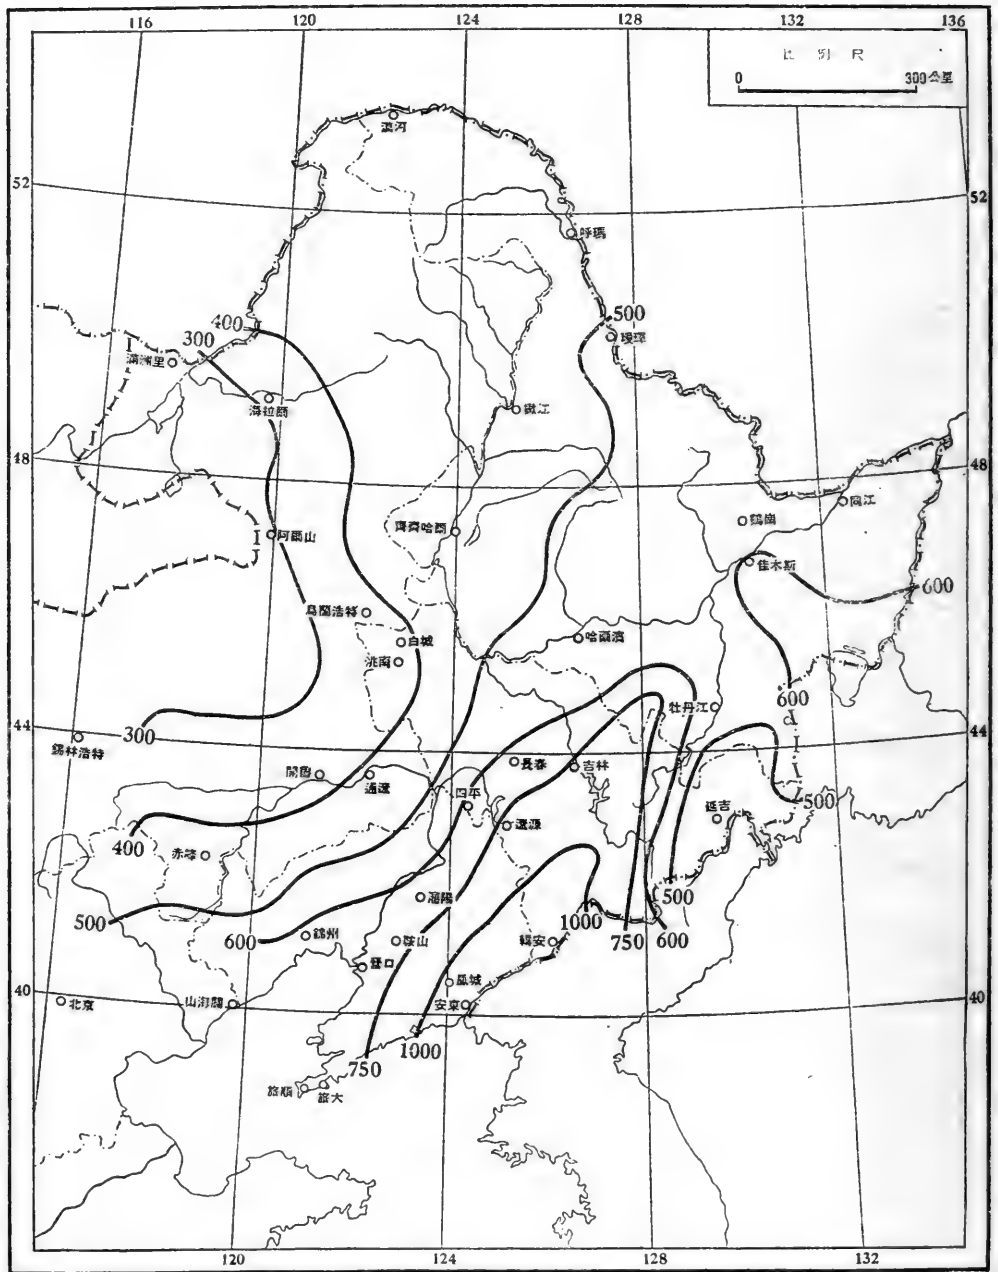 116 120 124 128 132 136
比例尺
0 300公里
漠河
52 52
呼瑪
500
400
300
璦琿
滿洲里
海拉爾
嫩江
48 48
同江
鶴崗
齊齊哈爾
阿爾山
佳木斯
600
烏蘭浩特
哈爾濱
白城
洮南
600
牡丹江
44 300 44
錫林浩特
長春 吉林
開魯 通遼
四平
500
延吉
遼源
400
赤峰
500
瀋陽
500
1000
600 錦州 鞍山 輯安 750 600
營口
鳳城
40 北京 山海關 安東 40
1000
750
旅順 旅大
120 124 128 132